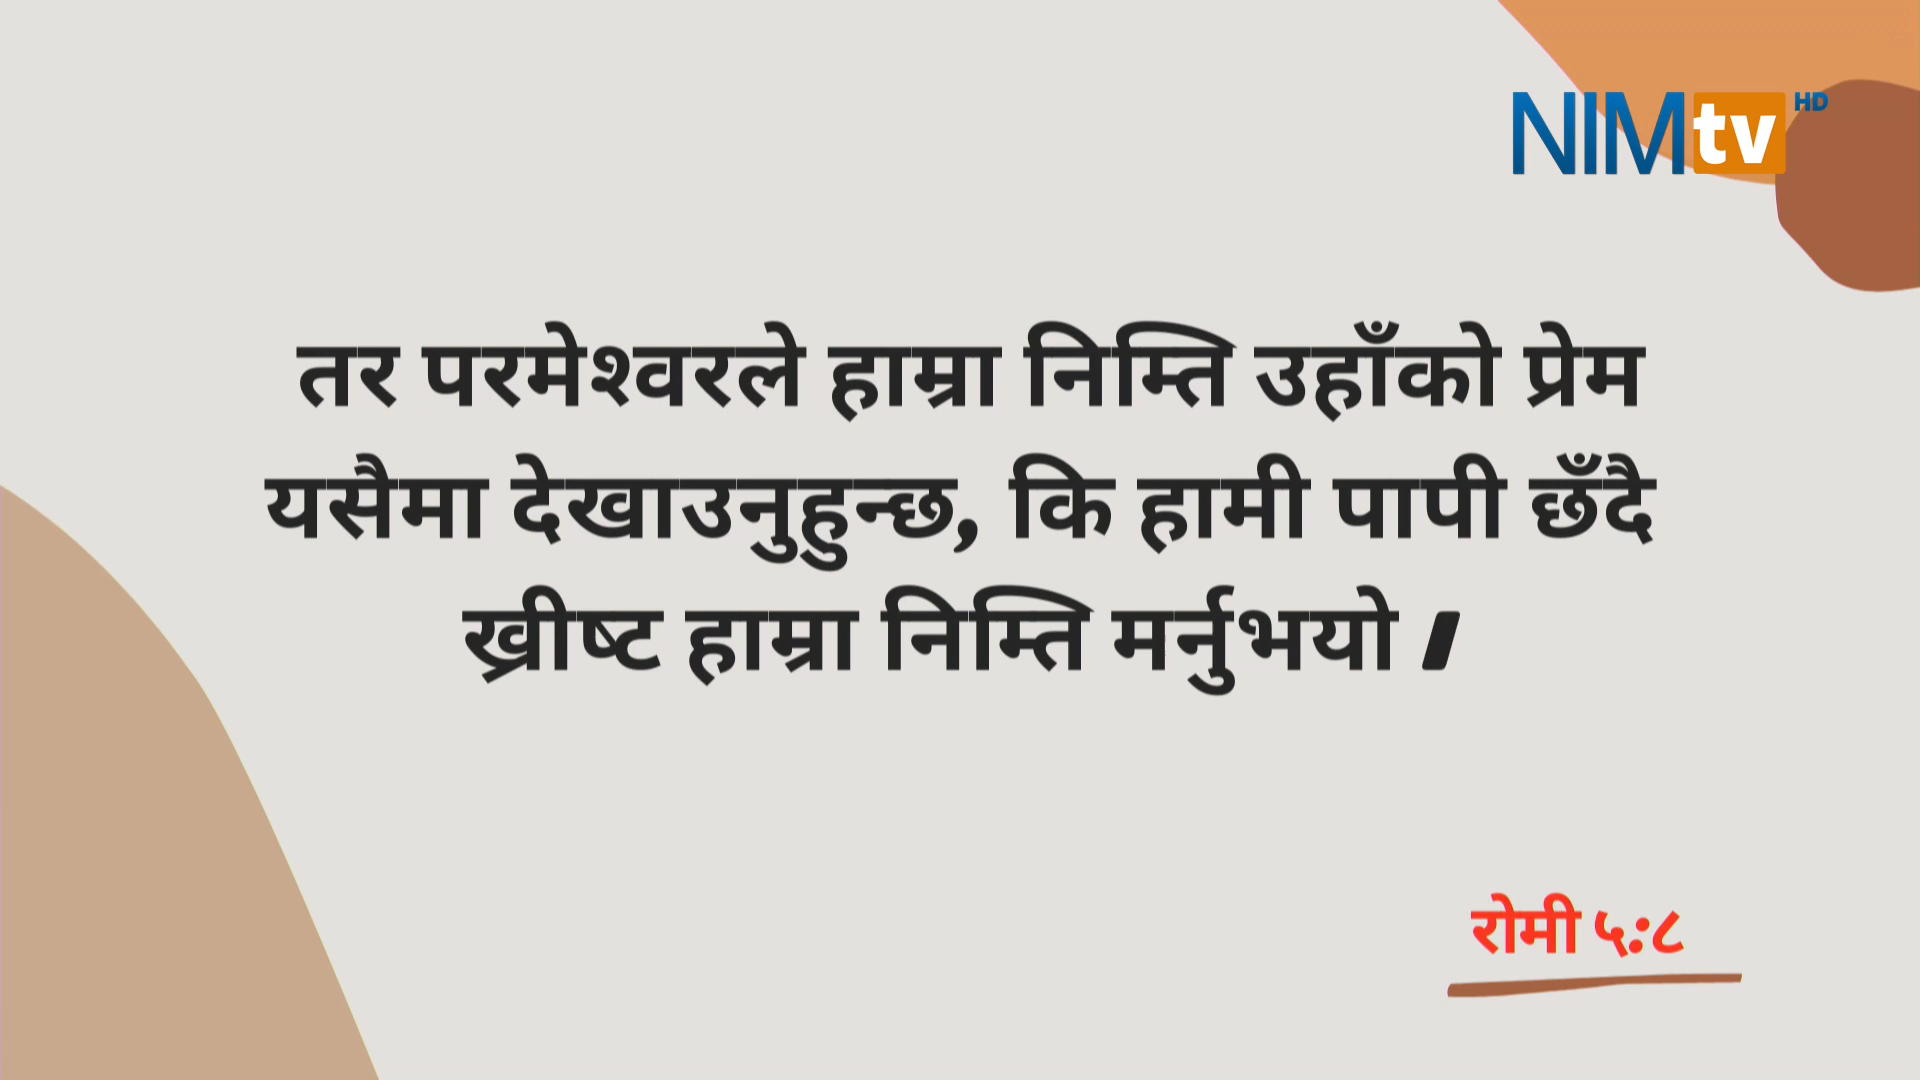 NIMtv HD
तर परमेश्वरले हाम्रा निम्ति उहाँको प्रेम
यसैमा देखाउनुहुन्छ, कि हामी पापी छँदै
ख्रीष्ट हाम्रा निम्ति मर्नुभयो ।
रोमी ५:८